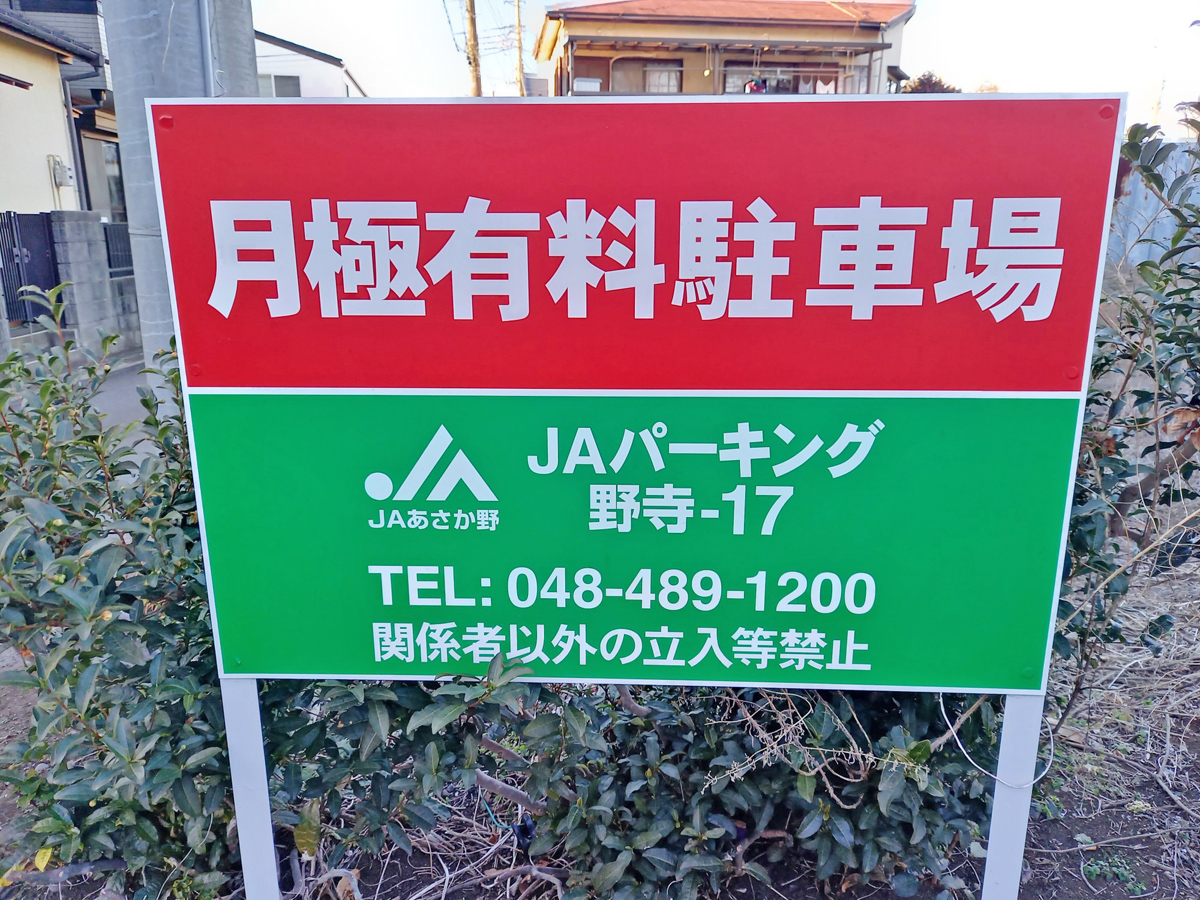 月極有料駐車場
JAあさか野
JAパーキング
野寺-17
TEL: 048-489-1200
関係者以外の立入等禁止